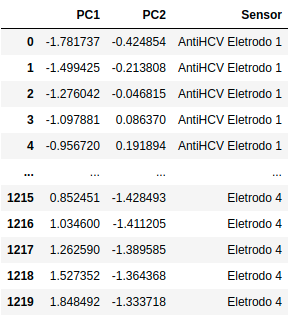 PC1 PC2 Sensor
0 -1.781737 -0.424854 AntiHCV Eletrodo 1
1 -1.499425 -0.213808 AntiHCV Eletrodo 1
2 -1.276042 -0.046815 AntiHCV Eletrodo 1
3 -1.097881 0.086370 AntiHCV Eletrodo 1
4 -0.956720 0.191894 AntiHCV Eletrodo 1
... ... ... ...
1215 0.852451 -1.428493 Eletrodo 4
1216 1.034600 -1.411205 Eletrodo 4
1217 1.262590 -1.389585 Eletrodo 4
1218 1.527352 -1.364368 Eletrodo 4
1219 1.848492 -1.333718 Eletrodo 4